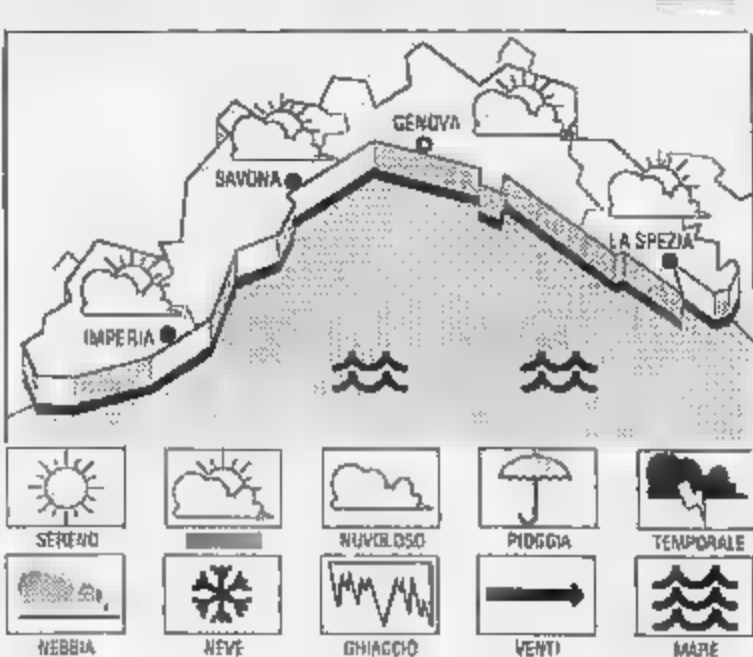 GENOVA
SAVONA
LA SPEZIA
IMPERIA
SERENO
NUVOLOSO
PIOGGIA
TEMPORALE
NEBBIA
NEVE
GHIACCIO
VENTI
MARE